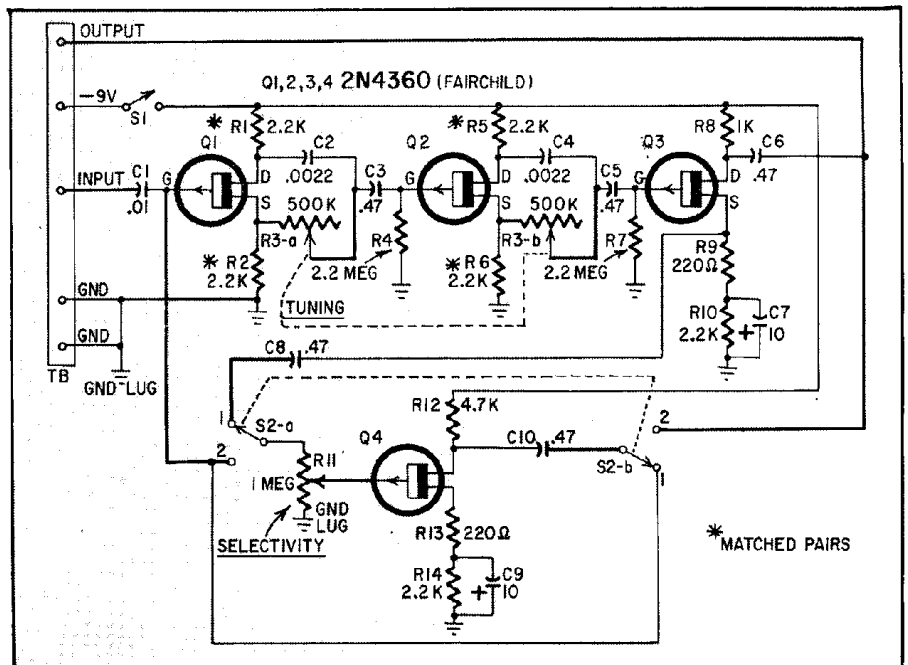 OUTPUT
Q1,2,3,4 2N4360 (FAIRCHILD)
-9V
S1
* R1 2.2K
Q1
C2
.0022
* R5 2.2K
Q2
C4
.0022
R8 1K
Q3
C6
.47
INPUT
C1
.01
G
D
S
C3
.47
G
D
S
C5
.47
G
D
S
500K
R3-a
R4
2.2 MEG
500K
R3-b
R7
2.2 MEG
R9
220Ω
* R2
2.2K
* R6
2.2K
TUNING
R10
2.2K
+
C7
10
GND
GND
TB
GND LUG
C8 .47
1
S2-a
2
R11
1 MEG
GND
LUG
SELECTIVITY
R12 4.7K
Q4
C10 .47
2
S2-b
1
R13 220Ω
R14
2.2K
+
C9
10
*MATCHED PAIRS